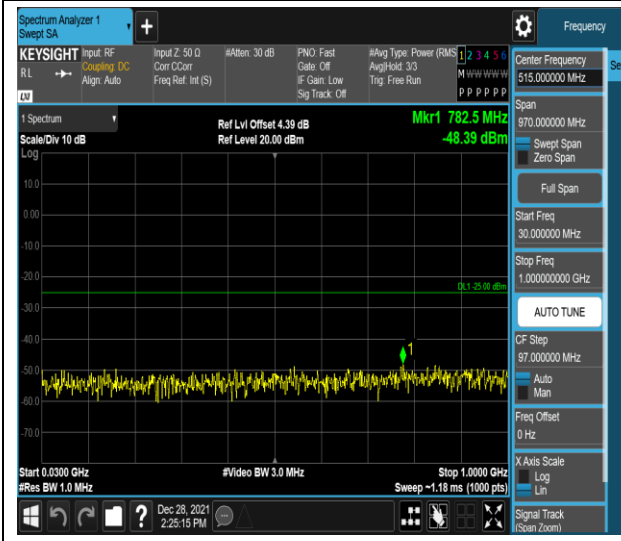 Spectrum Analyzer 1
Swept SA
+
Frequency
KEYSIGHT
RL
LXI
Input: RF
Coupling: DC
Align: Auto
Input Z: 50 Ω
Corr CCorr
Freq Ref: Int (S)
#Atten: 30 dB
PNO: Fast
Gate: Off
IF Gain: Low
Sig Track: Off
#Avg Type: Power (RMS
Avg|Hold: 3/3
Trig: Free Run
1 2 3 4 5 6
M W W W W W
P P P P P P
1 Spectrum
Scale/Div 10 dB
Log
Ref Lvl Offset 4.39 dB
Ref Level 20.00 dBm
Mkr1 782.5 MHz
-48.39 dBm
10.0
0.00
-10.0
-20.0
DL1 -25.00 dBm
-30.0
-40.0
1
-50.0
-60.0
-70.0
Start 0.0300 GHz
#Res BW 1.0 MHz
#Video BW 3.0 MHz
Stop 1.0000 GHz
Sweep ~1.18 ms (1000 pts)
?
Dec 28, 2021
2:25:15 PM
Center Frequency
515.000000 MHz
Se
Span
970.000000 MHz
Swept Span
Zero Span
Full Span
Start Freq
30.000000 MHz
Stop Freq
1.000000000 GHz
AUTO TUNE
CF Step
97.000000 MHz
Auto
Man
Freq Offset
0 Hz
X Axis Scale
Log
Lin
Signal Track
(Span Zoom)